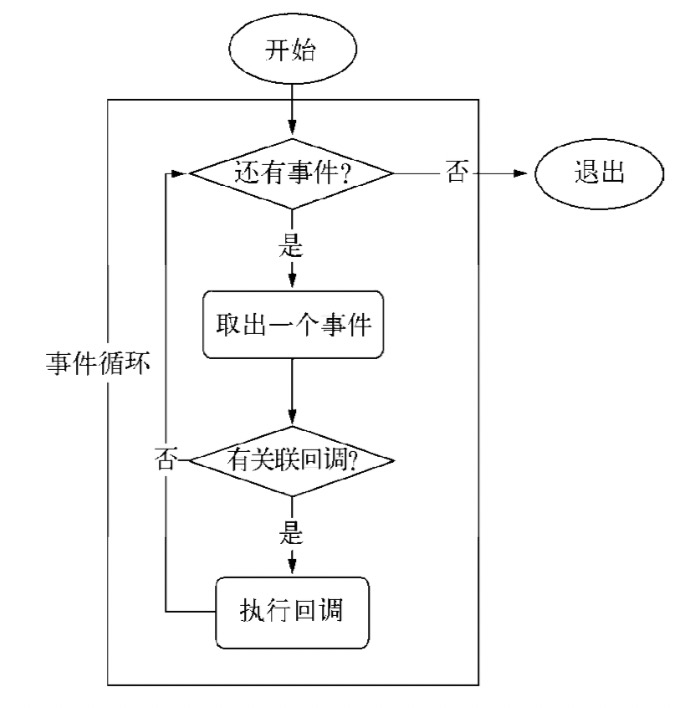 开始
还有事件?
否
退出
是
取出一个事件
事件循环
有关联回调?
否
是
执行回调